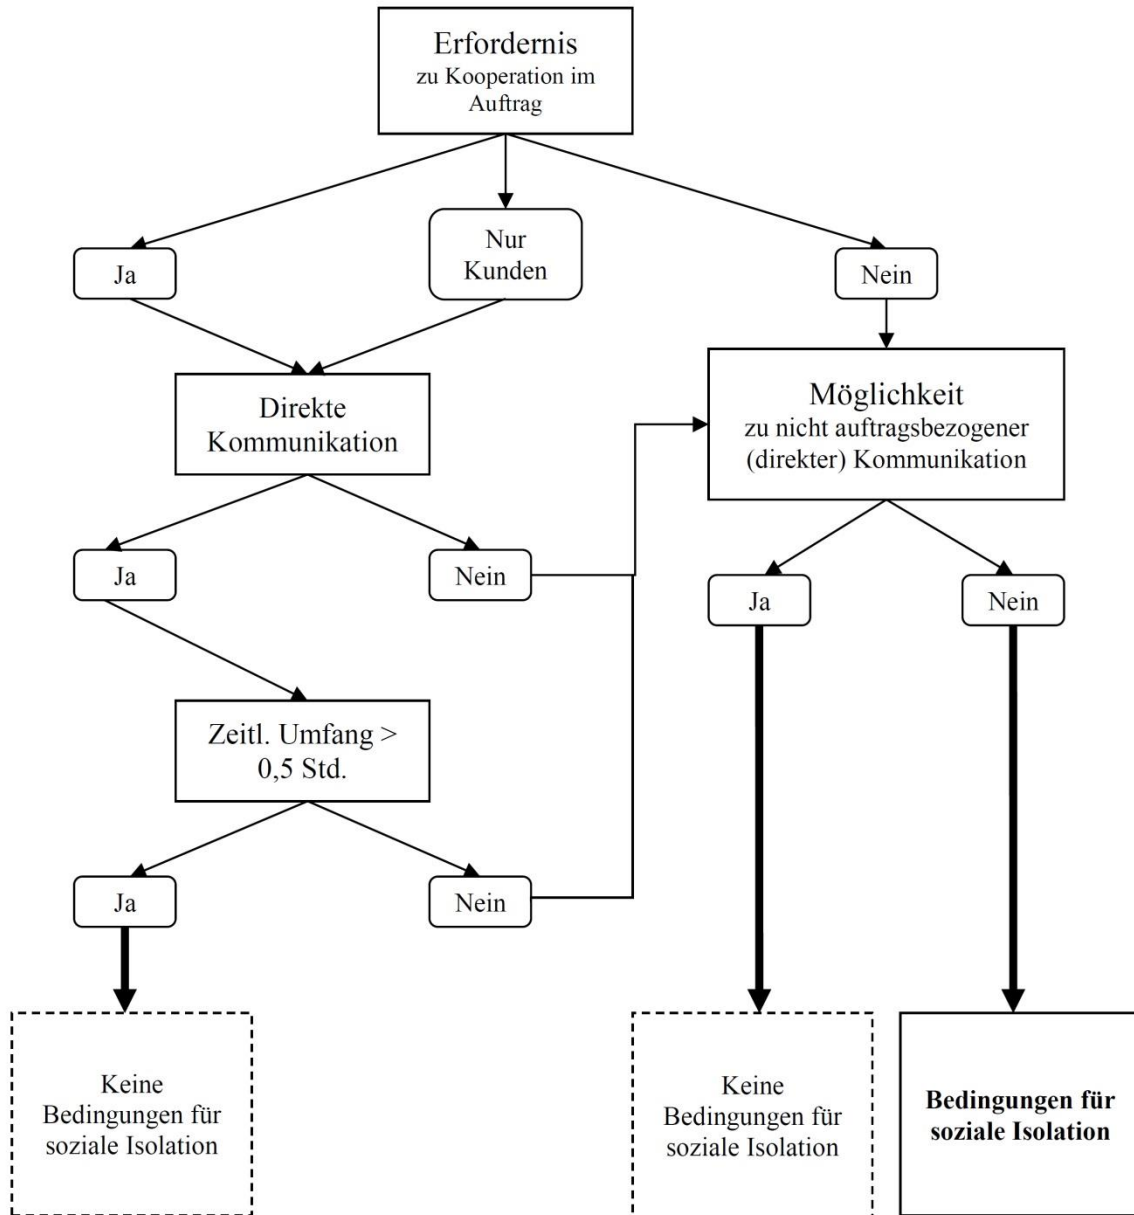 Erfordernis
zu Kooperation im
Auftrag
Ja
Nur
Kunden
Nein
Direkte
Kommunikation
Möglichkeit
zu nicht auftragsbezogener
(direkter) Kommunikation
Ja
Nein
Ja
Nein
Zeitl. Umfang >
0,5 Std.
Ja
Nein
Keine
Bedingungen für
soziale Isolation
Keine
Bedingungen für
soziale Isolation
Bedingungen für
soziale Isolation